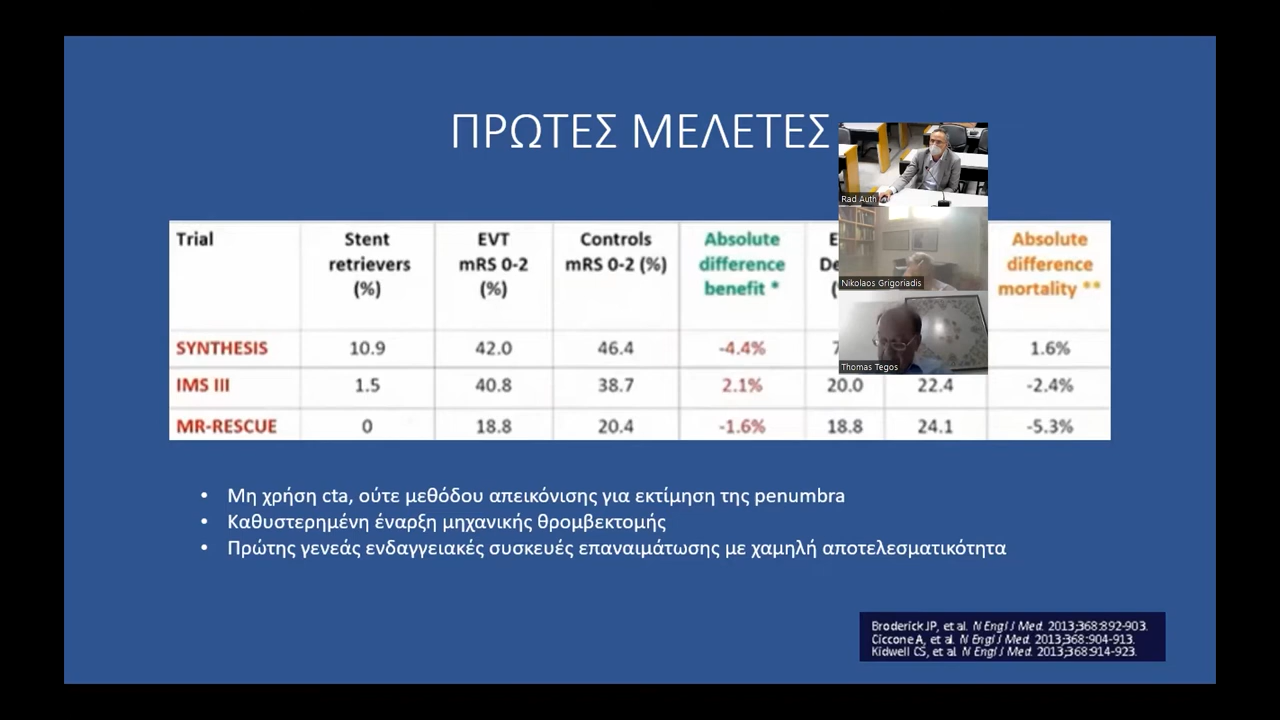 ΠΡΩΤΕΣ ΜΕΛΕΤΕΣ
Rad Auth
Nikolaos Grigoriadis
Thomas Tegos
Trial Stent retrievers (%) EVT mRS 0-2 (%) Controls mRS 0-2 (%) Absolute difference benefit * Absolute difference mortality **
SYNTHESIS 10.9 42.0 46.4 -4.4% 1.6%
IMS III 1.5 40.8 38.7 2.1% 20.0 22.4 -2.4%
MR-RESCUE 0 18.8 20.4 -1.6% 18.8 24.1 -5.3%
• Μη χρήση cta, ούτε μεθόδου απεικόνισης για εκτίμηση της penumbra
• Καθυστερημένη έναρξη μηχανικής θρομβεκτομής
• Πρώτης γενεάς ενδαγγειακές συσκευές επαναιμάτωσης με χαμηλή αποτελεσματικότητα
Broderick JP, et al. N Engl J Med. 2013;368:892-903.
Ciccone A, et al. N Engl J Med. 2013;368:904-913.
Kidwell CS, et al. N Engl J Med. 2013;368:914-923.